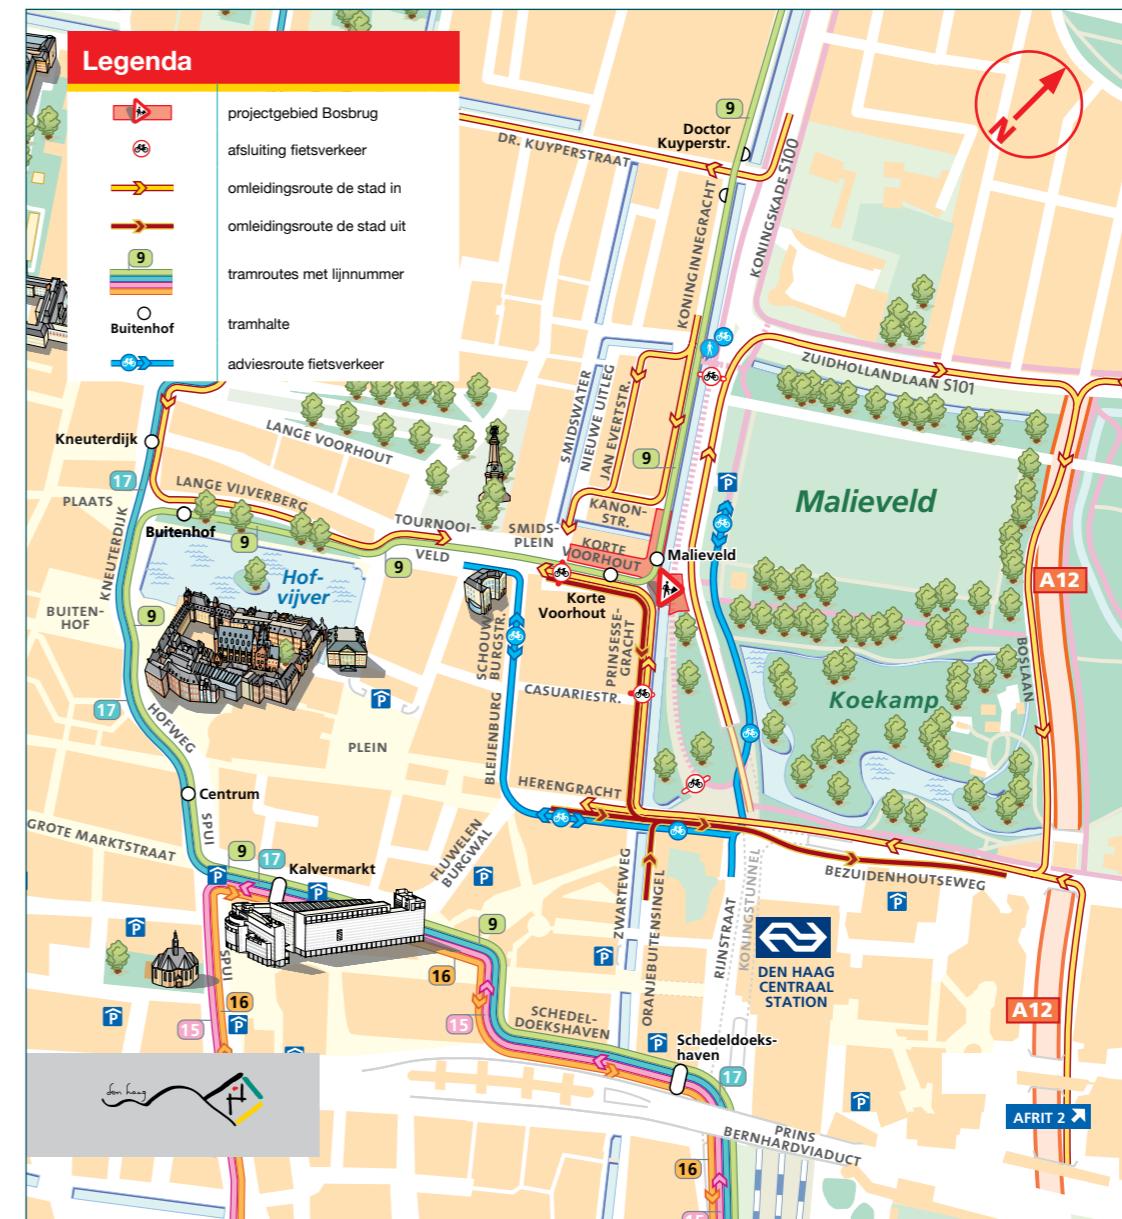 Legenda
projectgebied Bosbrug
afsluiting fietsverkeer
omleidingsroute de stad in
omleidingsroute de stad uit
9
tramroutes met lijnnummer
Buitenhof
tramhalte
adviesroute fietsverkeer
N
9
Doctor
Kuyperstr.
DR. KUYPERSTRAAT
KONINGSKADE S100
KONINGINNEGRACHT
ZUIDHOLLANDLAAN S101
SMIDSWATER
NIEUWE UITLEG
JAN EVERTSTR.
LANGE VOORHOUT
Kneuterdijk
9
17
PLAATS
LANGE VIJVERBERG
KANON-
STR.
P
Malieveld
KNEUTERDIJK
Buitenhof
9
TOURNOOI-
VELD
9
SMIDS-
PLEIN
KORTE
VOORHOUT
Malieveld
A12
Hof-
vijver
Korte
Voorhout
BUITEN-
HOF
9
SCHOUW-
BURGSTR.
PRINSESSE-
GRACHT
BOSLAAN
17
P
CASUARIESTR.
Koekamp
HOFWEG
PLEIN
BLEIJENBURG
Centrum
HERENGRACHT
SPUI
GROTE MARKTSTRAAT
9
17
Kalvermarkt
P
P
FLUWELEN
BURGWAL
P
BEZUIDENHOUTSEWEG
P
P
SPUI
9
ZWARTEWEG
ORANJEBUITENSINGEL
RIJNSTRAAT
KONINGSTUNNEL
P
DEN HAAG
CENTRAAL
STATION
16
16
15
15
P
P
SCHEDEL-
DOEKSHAVEN
P
Schedeldoeks-
haven
17
A12
den haag
P
AFRIT 2
PRINS
BERNHARDVIADUCT
16
15